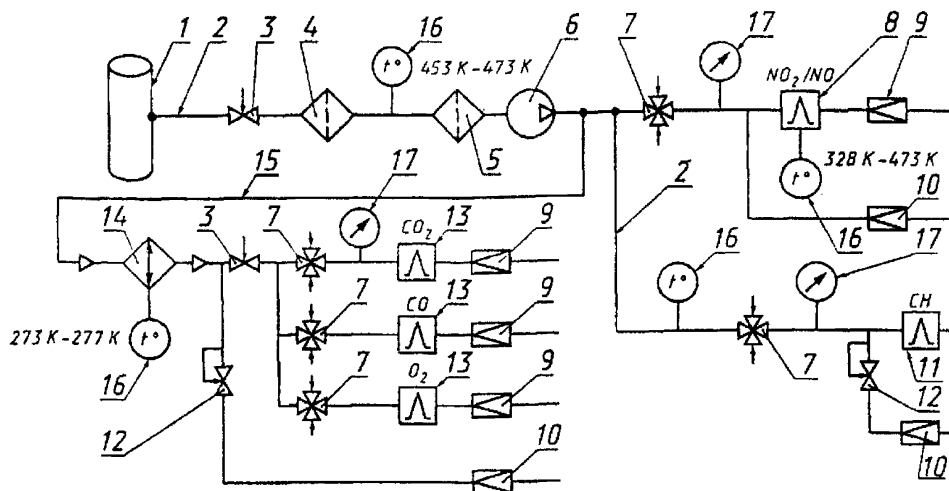 1 2 3 4 16 6 7 17 8 9
t° 453 K-473 K
NO₂/NO
5
15 17 2
t° 328 K-473 K
10
14 3 7 CO₂ 13 9
16 16 17
t°
7 CO 13 9
273 K-277 K t°
CH
16
7 O₂ 13 9
7 11
12
12 10
10